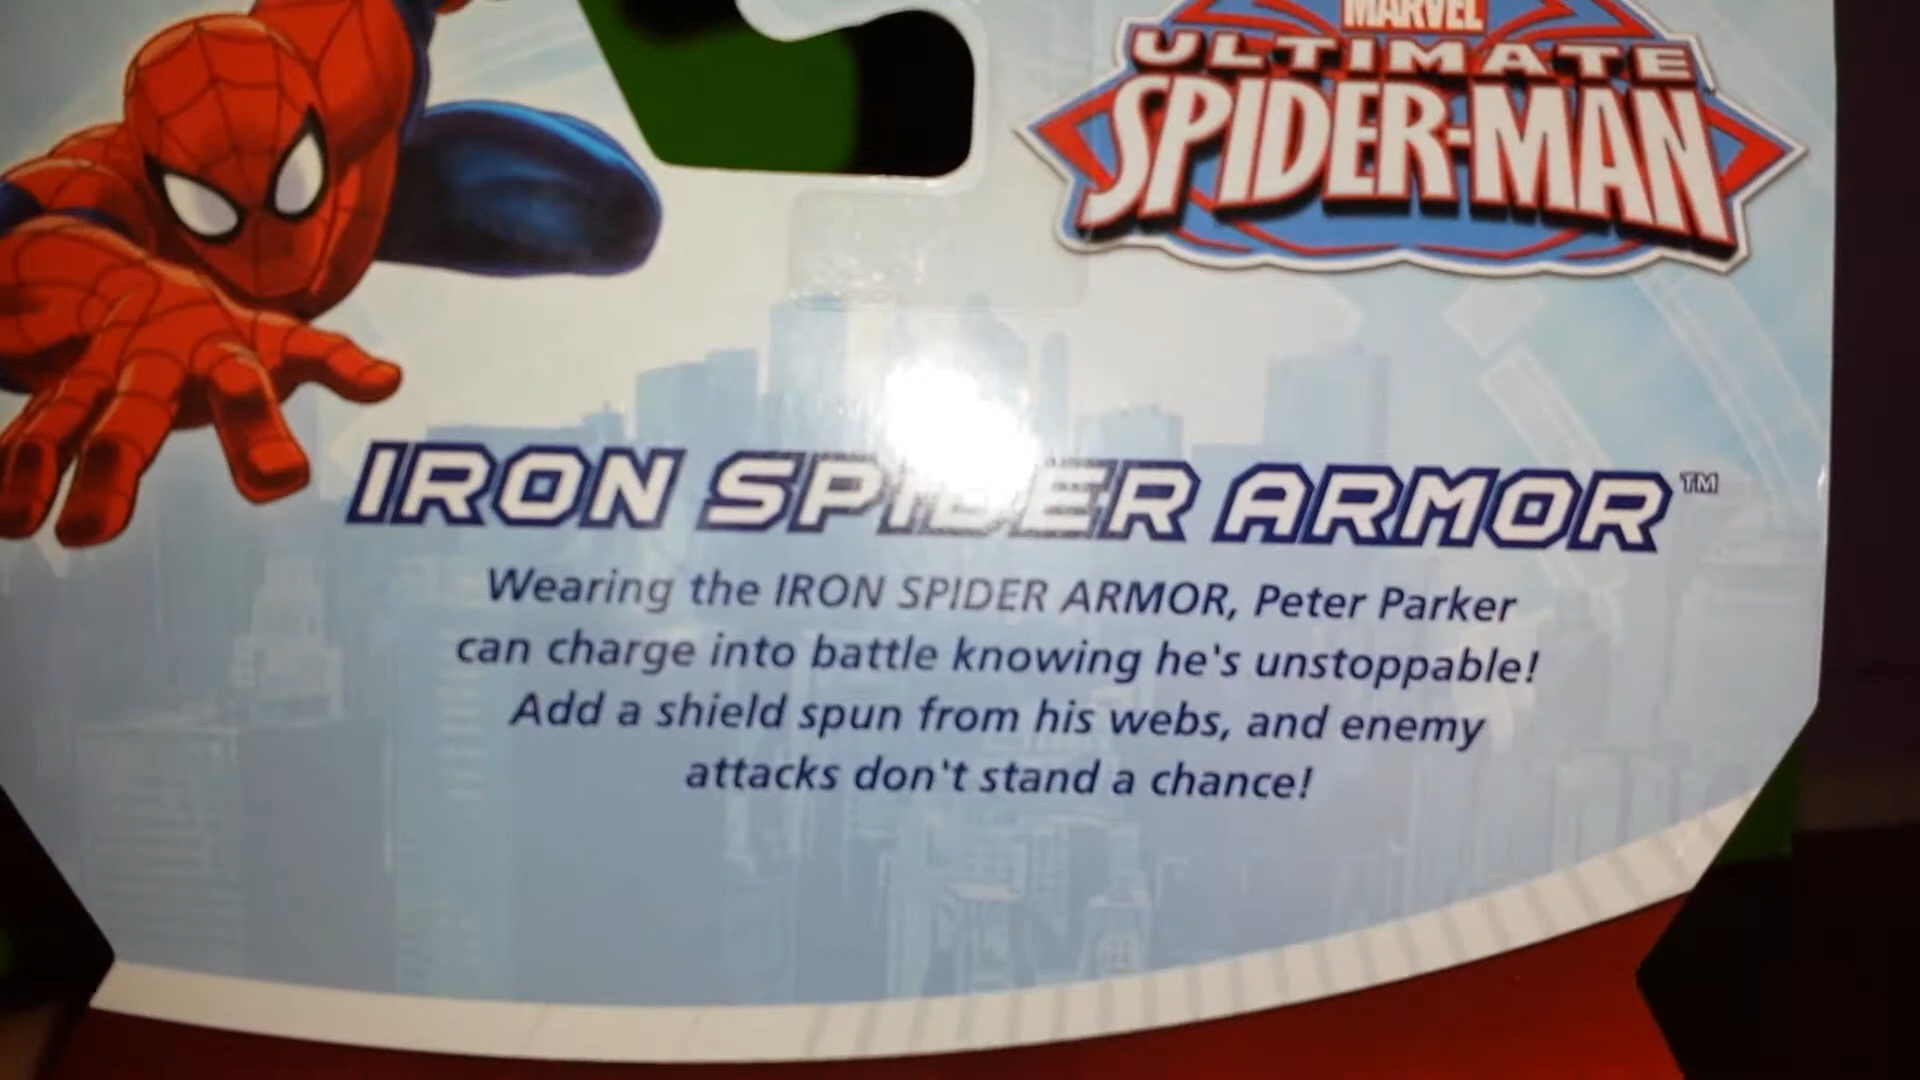 MARVEL
ULTIMATE
SPIDER-MAN
IRON SPIDER ARMOR™
Wearing the IRON SPIDER ARMOR, Peter Parker
can charge into battle knowing he's unstoppable!
Add a shield spun from his webs, and enemy
attacks don't stand a chance!